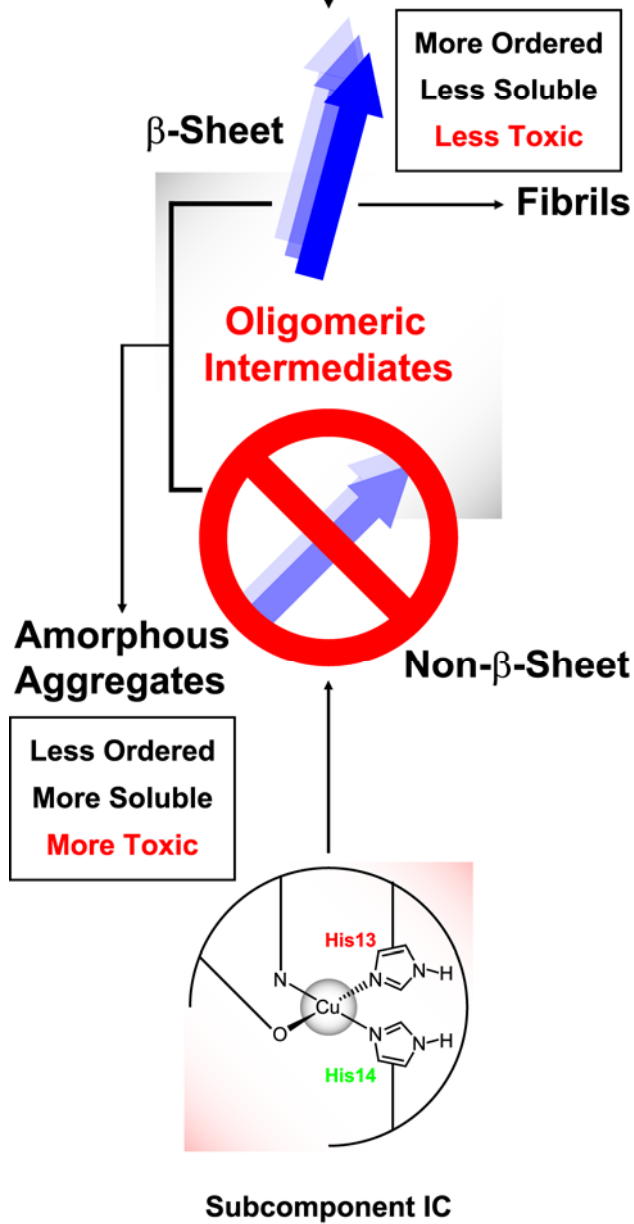 More Ordered
Less Soluble
Less Toxic
β-Sheet
Fibrils
Oligomeric
Intermediates
Amorphous
Aggregates
Non-β-Sheet
Less Ordered
More Soluble
More Toxic
His13
N
N
N-H
Cu
O
N
N-H
His14
Subcomponent IC